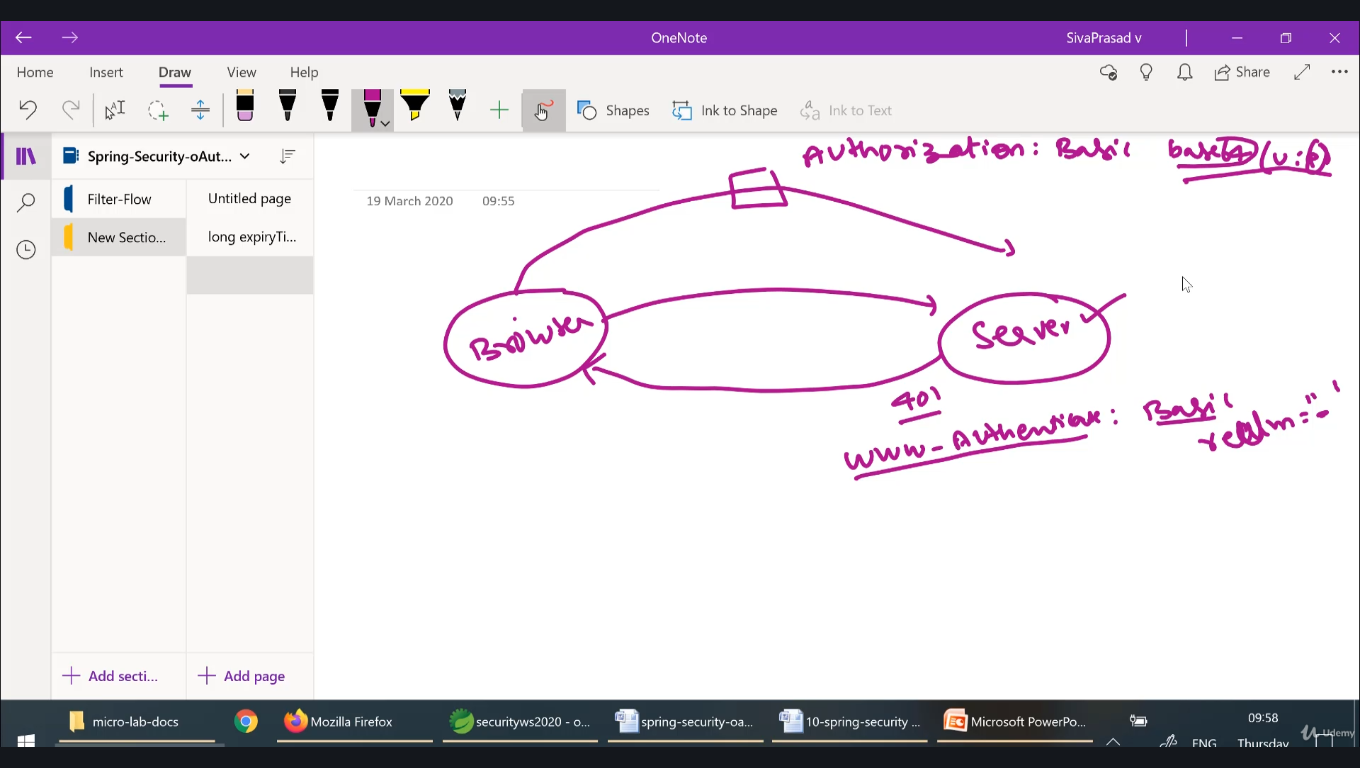 OneNote
SivaPrasad v
Home Insert Draw View Help
Share
Shapes Ink to Shape Ink to Text
Spring-Security-oAut...
Filter-Flow
Untitled page
New Sectio...
long expiryTi...
19 March 2020 09:55
Authorization: Basic base64(u:p)
Browser
Server
401
www-Authenticate: Basic
realm="-"
Add secti...
Add page
micro-lab-docs
Mozilla Firefox
securityws2020 - o...
spring-security-oa...
10-spring-security ...
Microsoft PowerPo...
09:58
ENG
Thursday
Udemy